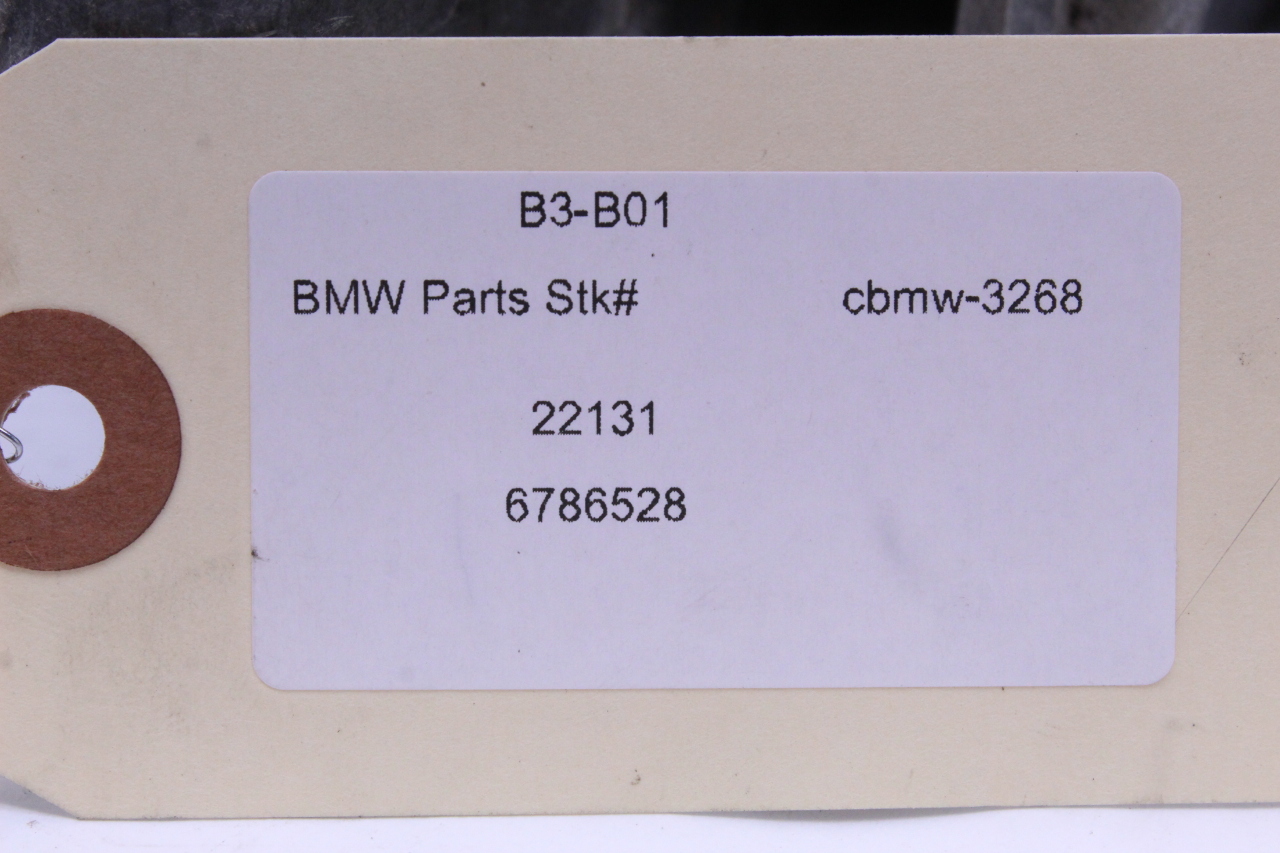 B3-B01
BMW Parts Stk# cbmw-3268
22131
6786528